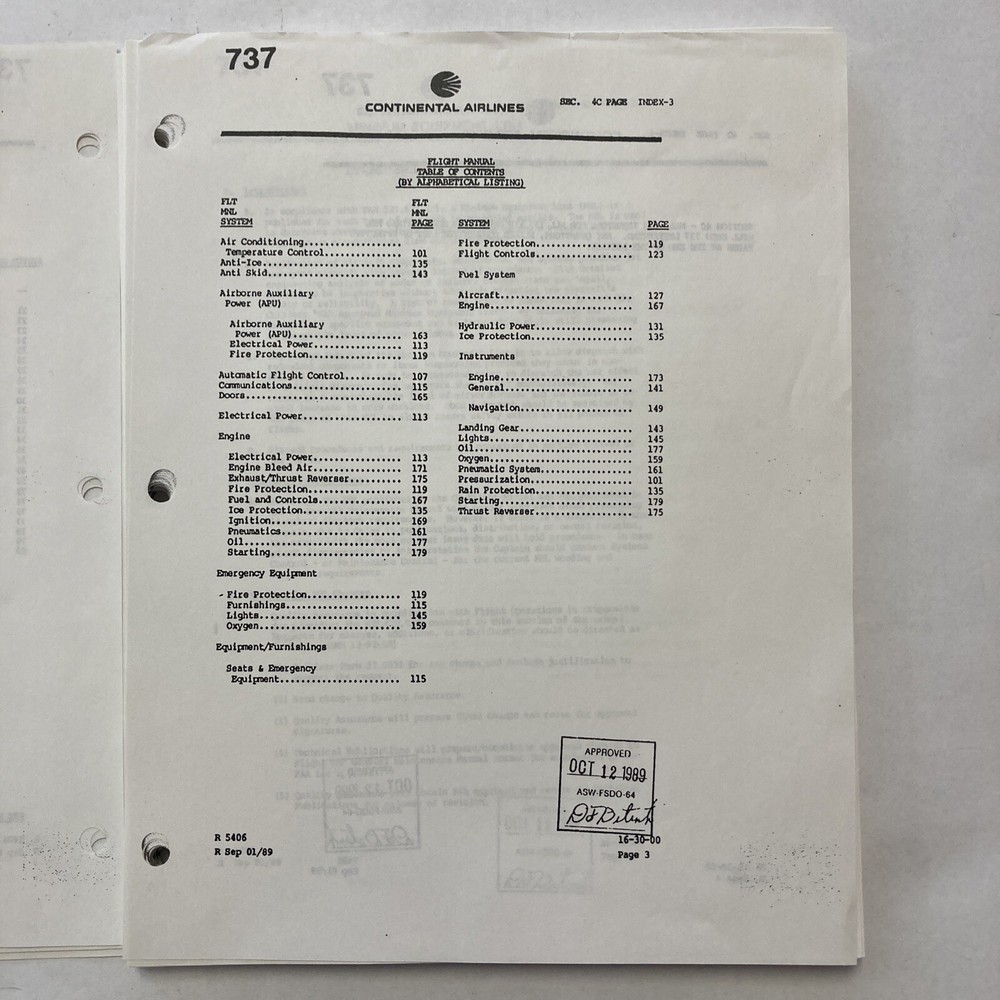 737
CONTINENTAL AIRLINES
SEC. 4C PAGE INDEX-3
FLIGHT MANUAL
TABLE OF CONTENTS
(BY ALPHABETICAL LISTING)
FLT FLT
MNL MNL
SYSTEM PAGE
Air Conditioning..................
Temperature Control............. 101
Anti-Ice.......................... 135
Anti Skid......................... 143
Airborne Auxiliary
Power (APU)
Airborne Auxiliary
Power (APU)..................... 163
Electrical Power................ 113
Fire Protection................. 119
Automatic Flight Control.......... 107
Communications.................... 115
Doors............................. 165
Electrical Power.................. 113
Engine
Electrical Power................ 113
Engine Bleed Air................ 171
Exhaust/Thrust Reverser......... 175
Fire Protection................. 119
Fuel and Controls............... 167
Ice Protection.................. 135
Ignition........................ 169
Pneumatics...................... 161
Oil............................. 177
Starting........................ 179
Emergency Equipment
- Fire Protection................. 119
Furnishings..................... 115
Lights.......................... 145
Oxygen.......................... 159
Equipment/Furnishings
Seats & Emergency
Equipment....................... 115
SYSTEM PAGE
Fire Protection................... 119
Flight Controls................... 123
Fuel System
Aircraft.......................... 127
Engine............................ 167
Hydraulic Power................... 131
Ice Protection.................... 135
Instruments
Engine.......................... 173
General......................... 141
Navigation...................... 149
Landing Gear...................... 143
Lights............................ 145
Oil............................... 177
Oxygen............................ 159
Pneumatic System.................. 161
Pressurization.................... 101
Rain Protection................... 135
Starting.......................... 179
Thrust Reverser................... 175
APPROVED
OCT 12 1989
ASW-FSDO-64
R 5406
R Sep 01/89
16-30-00
Page 3